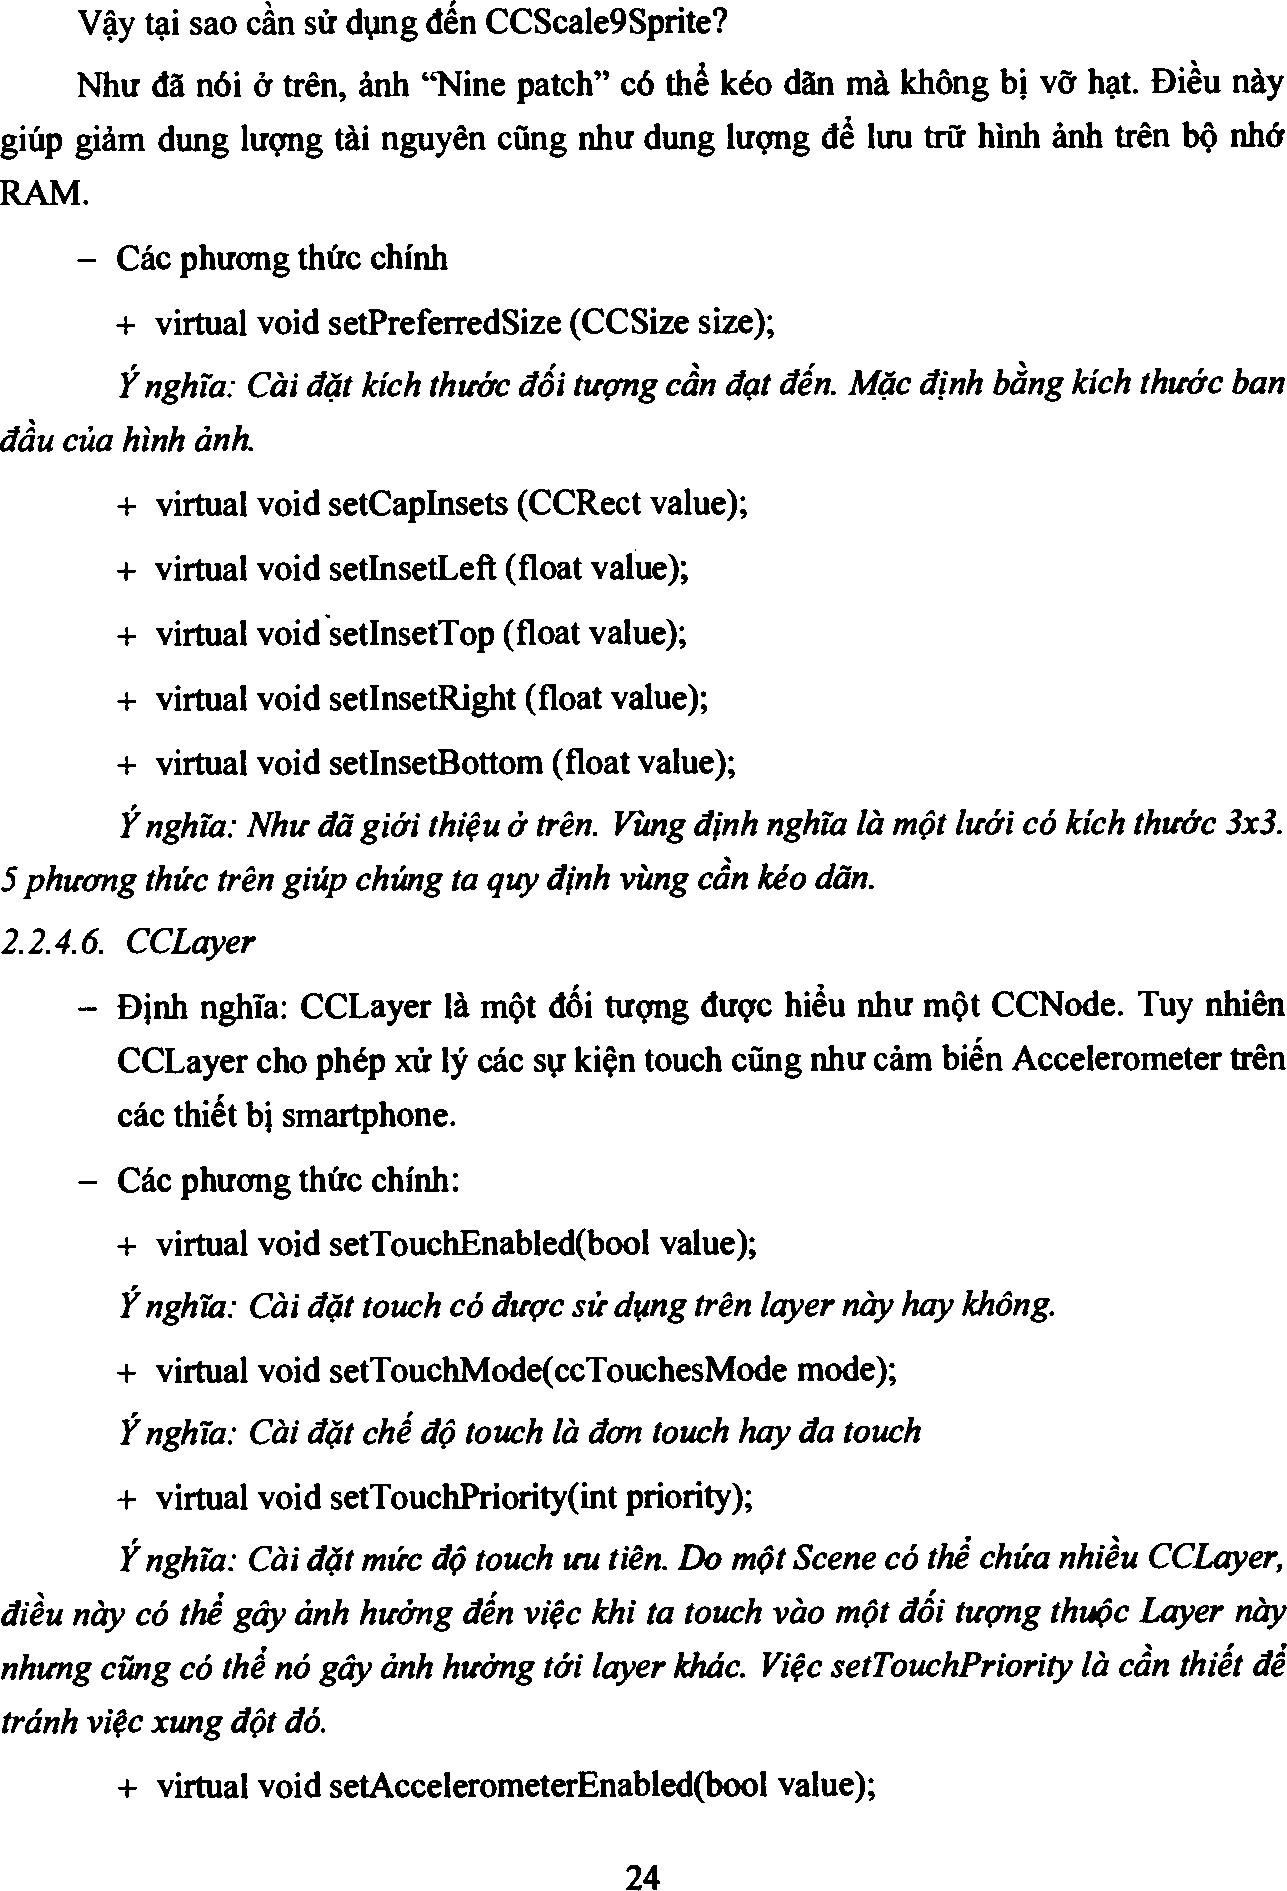 Vậy tại sao cần sử dụng đến CCScale9Sprite?
Như đã nói ở trên, ảnh “Nine patch” có thể kéo dãn mà không bị vỡ hạt. Điều này
giúp giảm dung lượng tài nguyên cũng như dung lượng để lưu trữ hình ảnh trên bộ nhớ
RAM.
– Các phương thức chính
+ virtual void setPreferredSize (CCSize size);
Ý nghĩa: Cài đặt kích thước đối tượng cần đạt đến. Mặc định bằng kích thước ban
đầu của hình ảnh.
+ virtual void setCapInsets (CCRect value);
+ virtual void setInsetLeft (float value);
+ virtual void setInsetTop (float value);
+ virtual void setInsetRight (float value);
+ virtual void setInsetBottom (float value);
Ý nghĩa: Như đã giới thiệu ở trên. Vùng định nghĩa là một lưới có kích thước 3x3.
5 phương thức trên giúp chúng ta quy định vùng cần kéo dãn.
2.2.4.6. CCLayer
– Định nghĩa: CCLayer là một đối tượng được hiểu như một CCNode. Tuy nhiên
CCLayer cho phép xử lý các sự kiện touch cũng như cảm biến Accelerometer trên
các thiết bị smartphone.
– Các phương thức chính:
+ virtual void setTouchEnabled(bool value);
Ý nghĩa: Cài đặt touch có được sử dụng trên layer này hay không.
+ virtual void setTouchMode(ccTouchesMode mode);
Ý nghĩa: Cài đặt chế độ touch là đơn touch hay đa touch
+ virtual void setTouchPriority(int priority);
Ý nghĩa: Cài đặt mức độ touch ưu tiên. Do một Scene có thể chứa nhiều CCLayer,
điều này có thể gây ảnh hưởng đến việc khi ta touch vào một đối tượng thuộc Layer này
nhưng cũng có thể nó gây ảnh hưởng tới layer khác. Việc setTouchPriority là cần thiết để
tránh việc xung đột đó.
+ virtual void setAccelerometerEnabled(bool value);
24